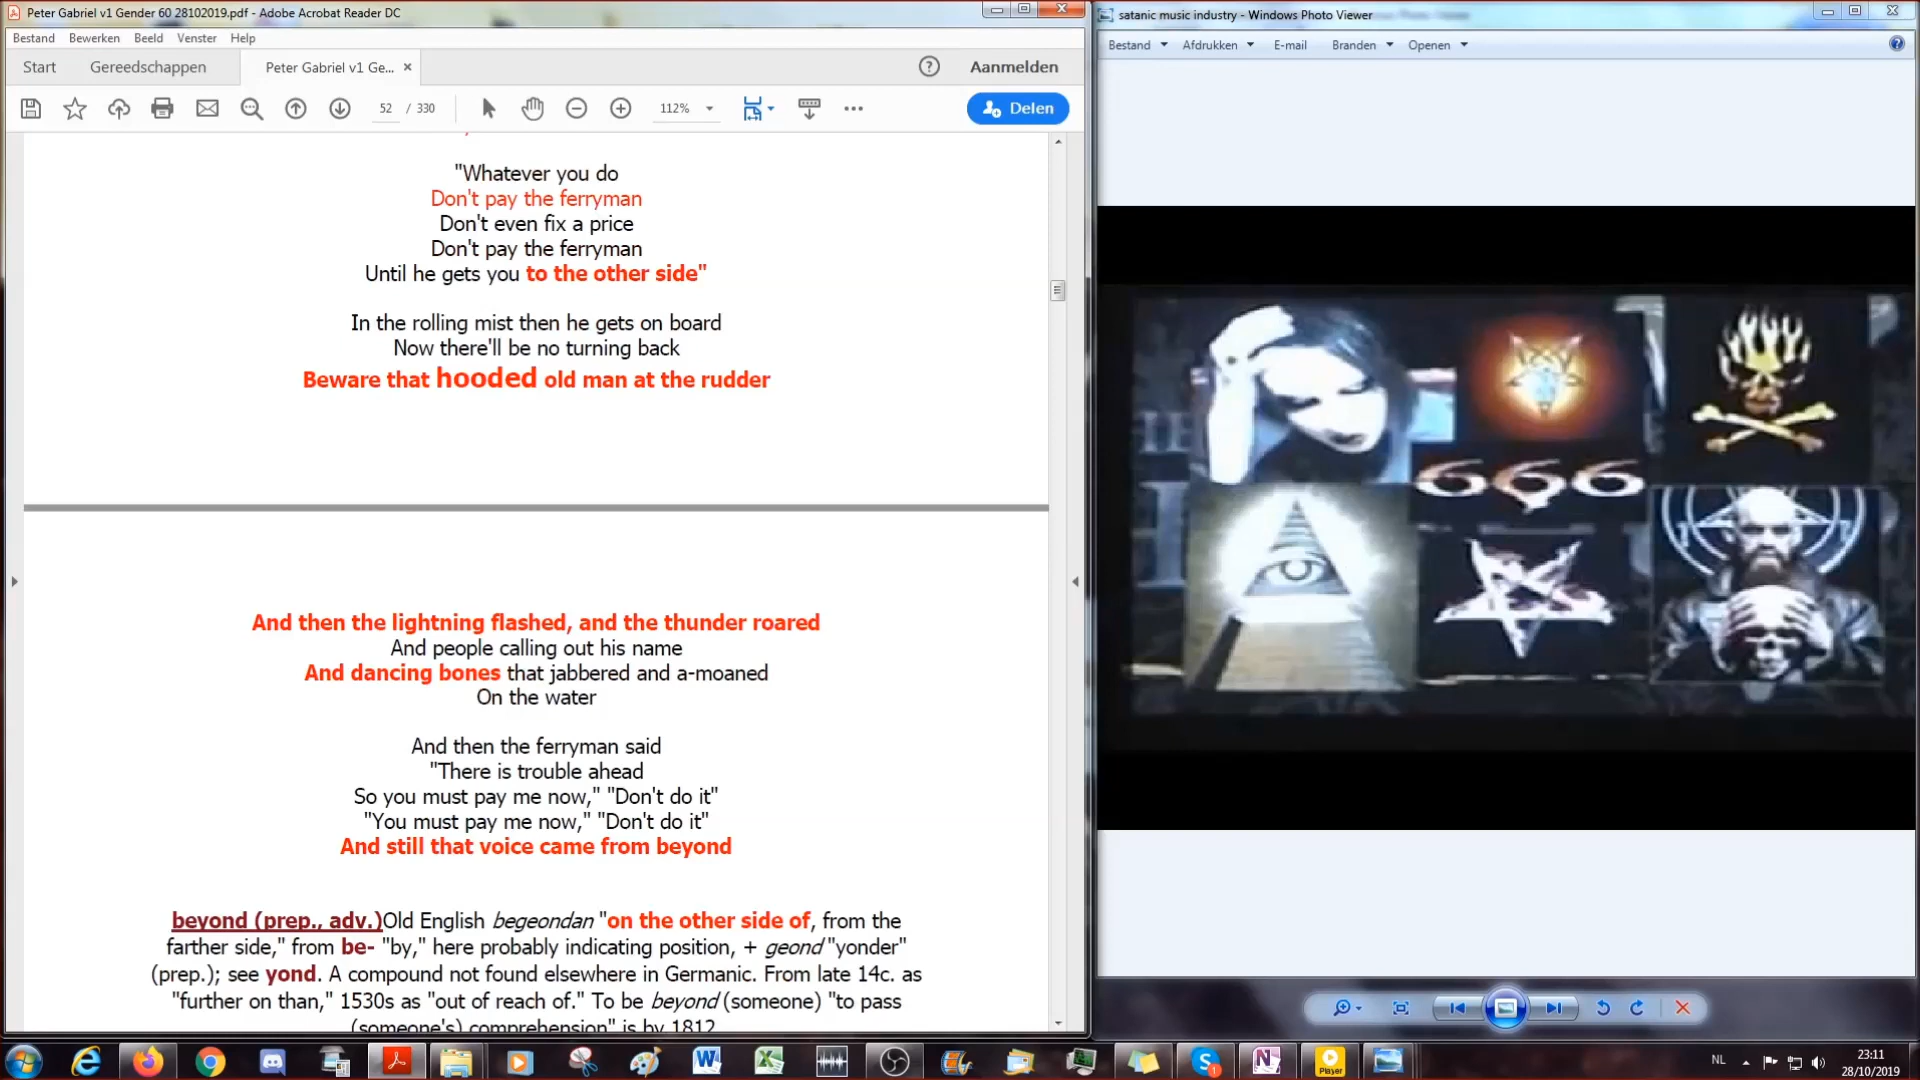 Peter Gabriel v1 Gender 60 28102019.pdf - Adobe Acrobat Reader DC
Bestand Bewerken Beeld Venster Help
Start Gereedschappen Peter Gabriel v1 Ge... × Aanmelden
52 / 330 112% Delen
"Whatever you do
Don't pay the ferryman
Don't even fix a price
Don't pay the ferryman
Until he gets you to the other side"
In the rolling mist then he gets on board
Now there'll be no turning back
Beware that hooded old man at the rudder
And then the lightning flashed, and the thunder roared
And people calling out his name
And dancing bones that jabbered and a-moaned
On the water
And then the ferryman said
"There is trouble ahead
So you must pay me now," "Don't do it"
"You must pay me now," "Don't do it"
And still that voice came from beyond
beyond (prep., adv.)Old English begeondan "on the other side of, from the
farther side," from be- "by," here probably indicating position, + geond "yonder"
(prep.); see yond. A compound not found elsewhere in Germanic. From late 14c. as
"further on than," 1530s as "out of reach of." To be beyond (someone) "to pass
(someone's) comprehension" is by 1812.
satanic music industry - Windows Photo Viewer
Bestand Afdrukken E-mail Branden Openen
666
Player
NL
23:11
28/10/2019